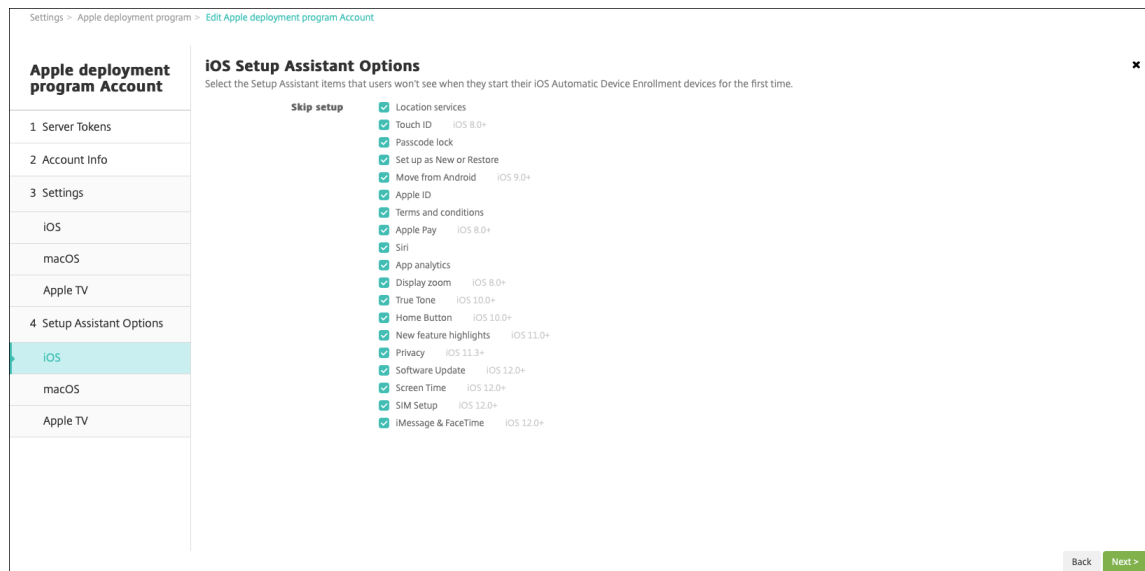 Settings > Apple deployment program > Edit Apple deployment program Account
Apple deployment
program Account
1 Server Tokens
2 Account Info
3 Settings
iOS
macOS
Apple TV
4 Setup Assistant Options
iOS
macOS
Apple TV
iOS Setup Assistant Options
Select the Setup Assistant items that users won't see when they start their iOS Automatic Device Enrollment devices for the first time.
Skip setup
Location services
Touch ID iOS 8.0+
Passcode lock
Set up as New or Restore
Move from Android iOS 9.0+
Apple ID
Terms and conditions
Apple Pay iOS 8.0+
Siri
App analytics
Display zoom iOS 8.0+
True Tone iOS 10.0+
Home Button iOS 10.0+
New feature highlights iOS 11.0+
Privacy iOS 11.3+
Software Update iOS 12.0+
Screen Time iOS 12.0+
SIM Setup iOS 12.0+
iMessage & FaceTime iOS 12.0+
Back Next >